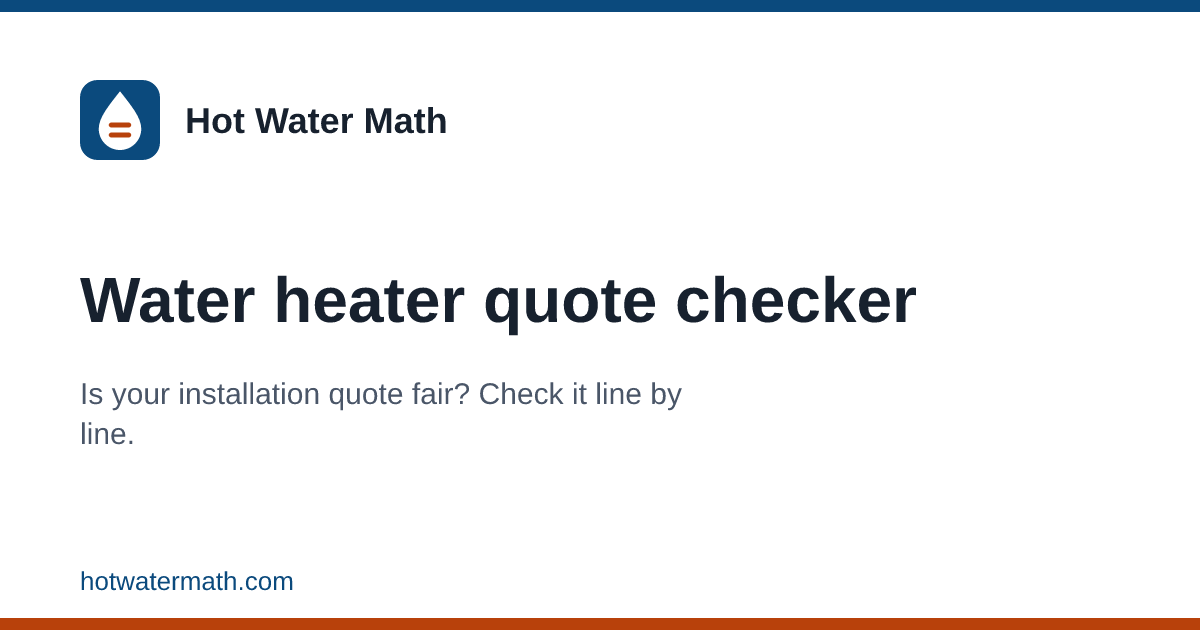 Hot Water Math
Water heater quote checker
Is your installation quote fair? Check it line by
line.
hotwatermath.com